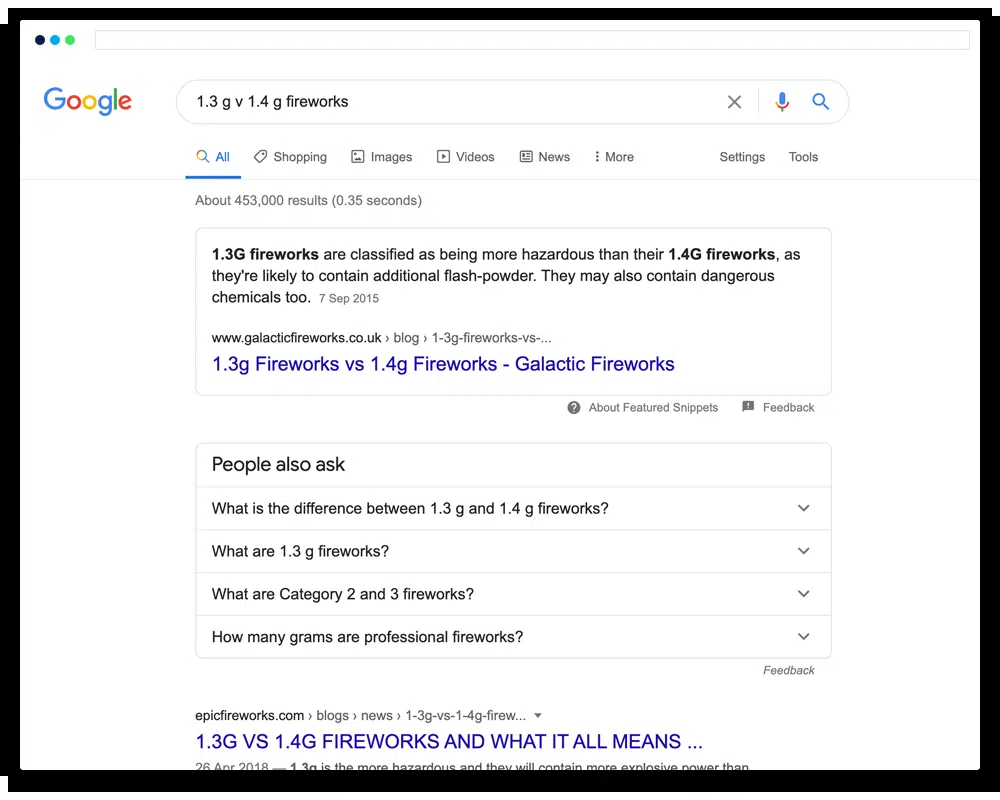 Google
1.3 g v 1.4 g fireworks
All Shopping Images Videos News More Settings Tools
About 453,000 results (0.35 seconds)
1.3G fireworks are classified as being more hazardous than their 1.4G fireworks, as
they're likely to contain additional flash-powder. They may also contain dangerous
chemicals too. 7 Sep 2015
www.galacticfireworks.co.uk › blog › 1-3g-fireworks-vs-...
1.3g Fireworks vs 1.4g Fireworks - Galactic Fireworks
About Featured Snippets Feedback
People also ask
What is the difference between 1.3 g and 1.4 g fireworks?
What are 1.3 g fireworks?
What are Category 2 and 3 fireworks?
How many grams are professional fireworks?
Feedback
epicfireworks.com › blogs › news › 1-3g-vs-1-4g-firew...
1.3G VS 1.4G FIREWORKS AND WHAT IT ALL MEANS ...
26 Apr 2018 — 1.3g is the more hazardous and they will contain more explosive power than